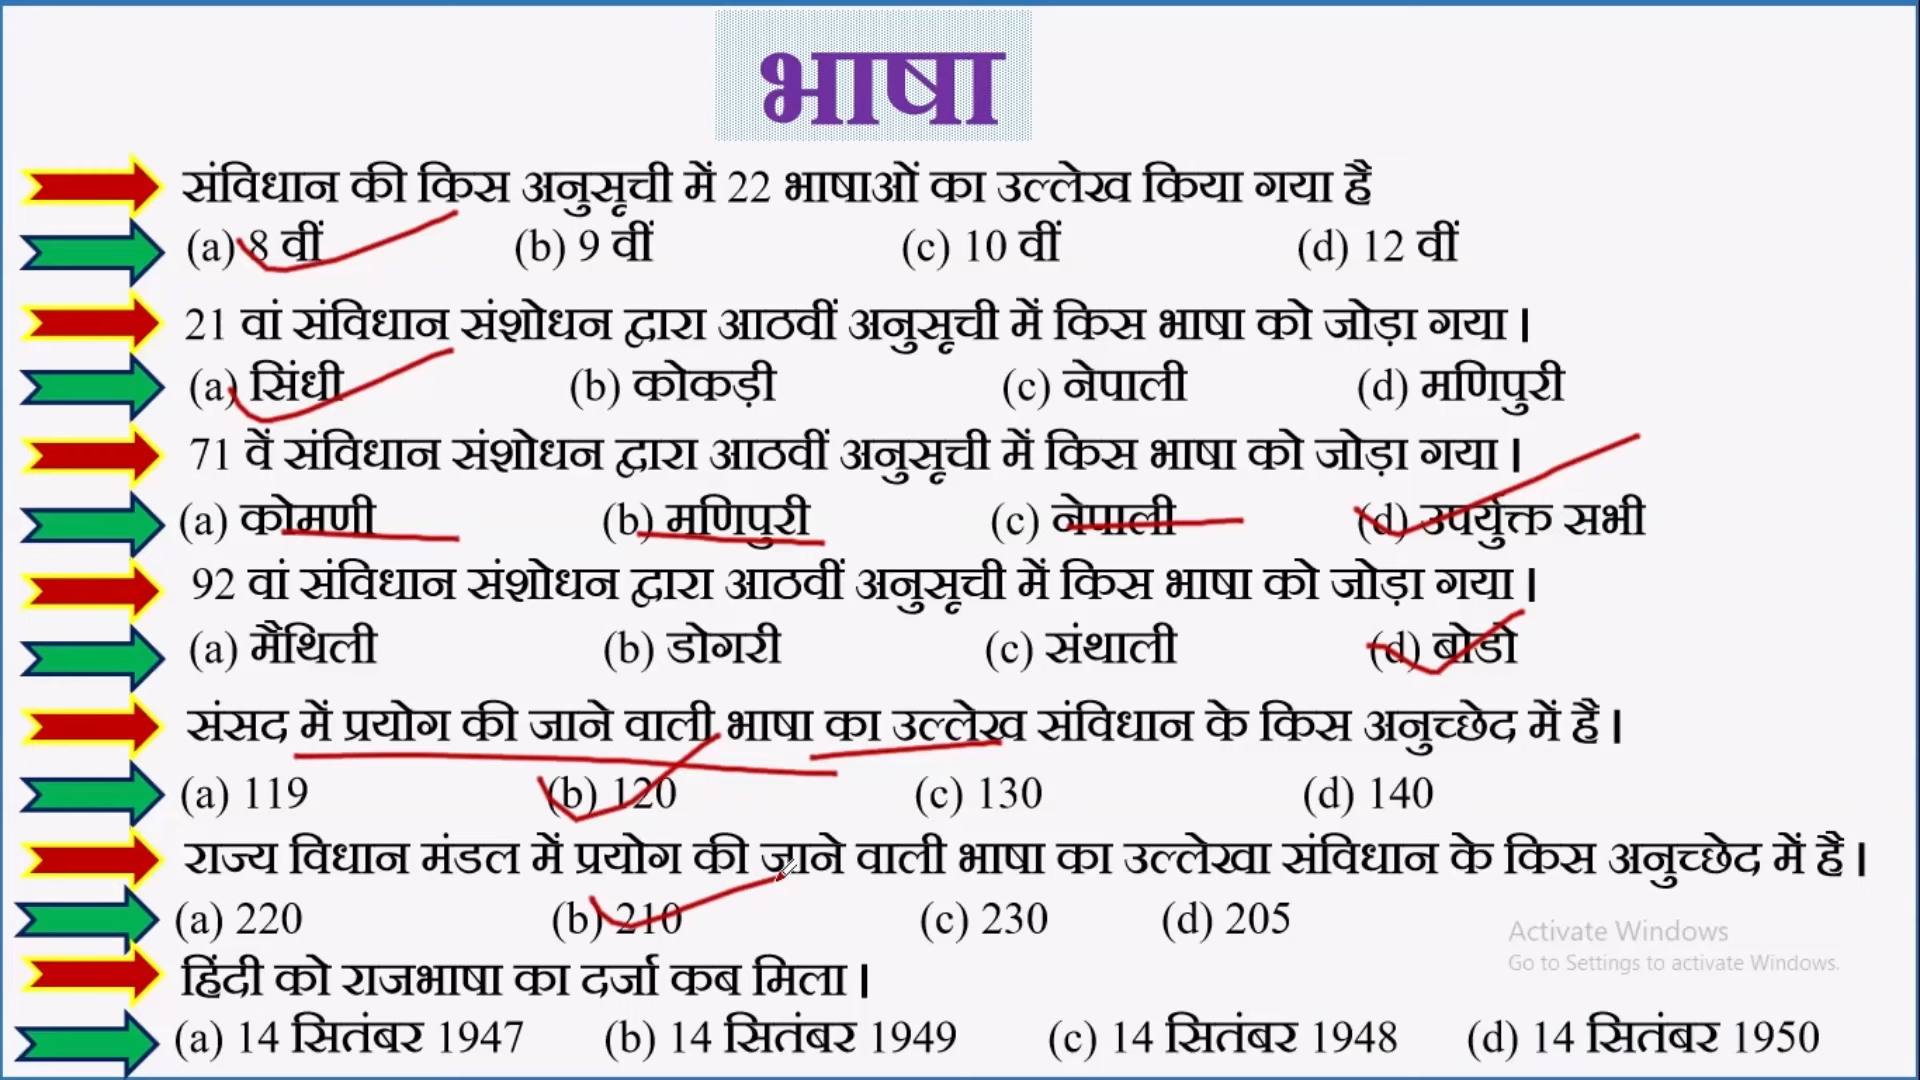 भाषा
संविधान की किस अनुसूची में 22 भाषाओं का उल्लेख किया गया है
(a) 8 वीं (b) 9 वीं (c) 10 वीं (d) 12 वीं
21 वां संविधान संशोधन द्वारा आठवीं अनुसूची में किस भाषा को जोड़ा गया।
(a) सिंधी (b) कोकड़ी (c) नेपाली (d) मणिपुरी
71 वें संविधान संशोधन द्वारा आठवीं अनुसूची में किस भाषा को जोड़ा गया।
(a) कोमणी (b) मणिपुरी (c) नेपाली (d) उपर्युक्त सभी
92 वां संविधान संशोधन द्वारा आठवीं अनुसूची में किस भाषा को जोड़ा गया।
(a) मैथिली (b) डोगरी (c) संथाली (d) बोडो
संसद में प्रयोग की जाने वाली भाषा का उल्लेख संविधान के किस अनुच्छेद में है।
(a) 119 (b) 120 (c) 130 (d) 140
राज्य विधान मंडल में प्रयोग की जाने वाली भाषा का उल्लेखा संविधान के किस अनुच्छेद में है।
(a) 220 (b) 210 (c) 230 (d) 205
Activate Windows
Go to Settings to activate Windows.
हिंदी को राजभाषा का दर्जा कब मिला।
(a) 14 सितंबर 1947 (b) 14 सितंबर 1949 (c) 14 सितंबर 1948 (d) 14 सितंबर 1950